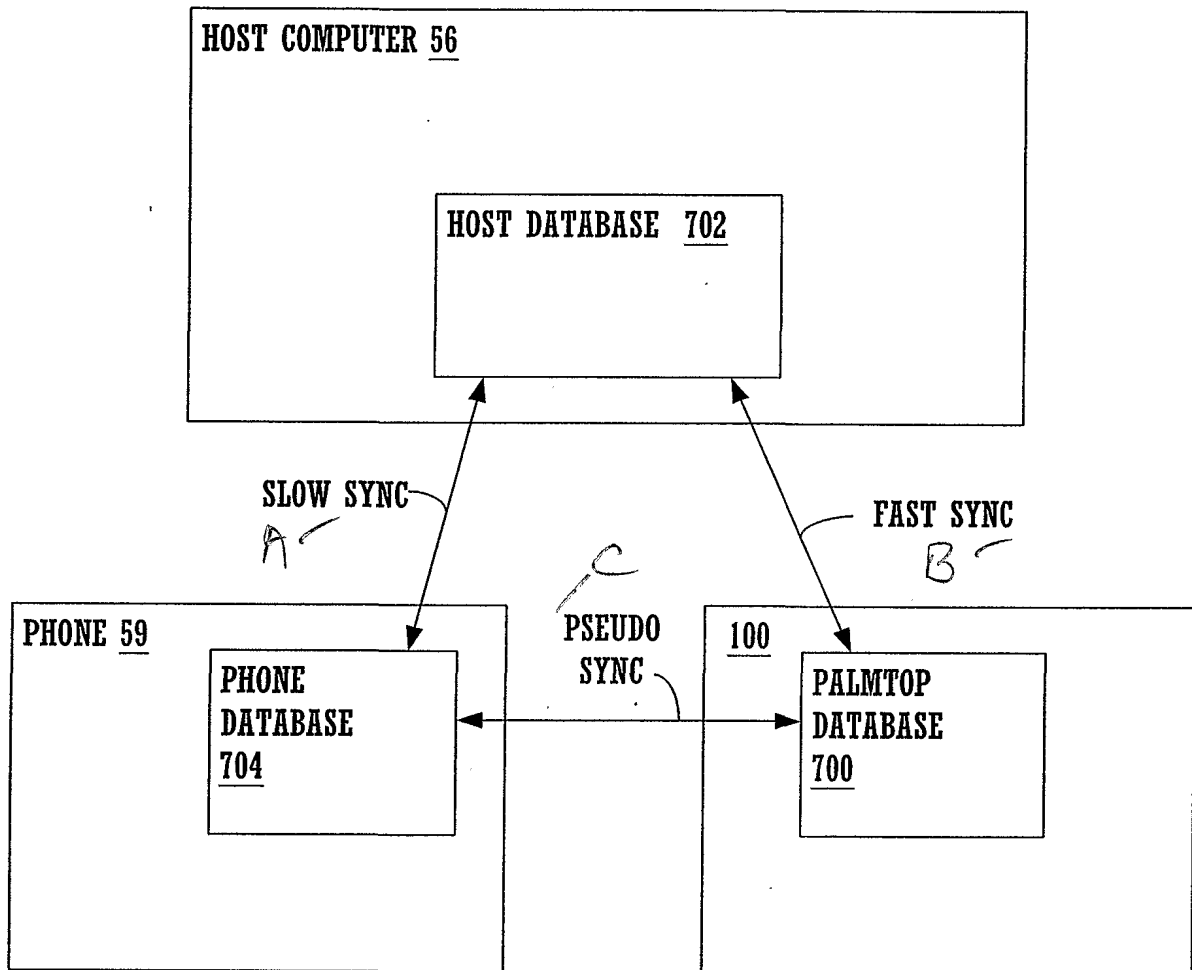 HOST COMPUTER 56
HOST DATABASE 702
SLOW SYNC
A
FAST SYNC
B
C
PSEUDO
SYNC
PHONE 59
PHONE
DATABASE
704
100
PALMTOP
DATABASE
700